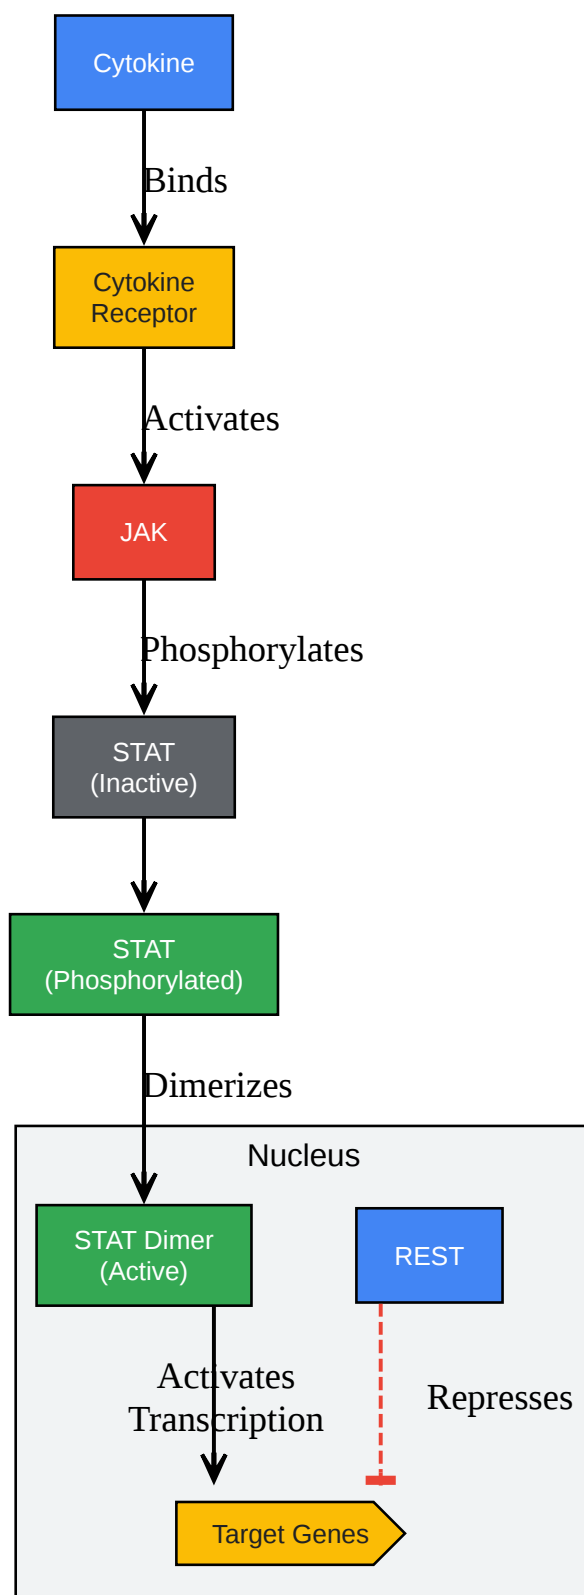 Cytokine
Binds
Cytokine
Receptor
Activates
JAK
Phosphorylates
STAT
(Inactive)
STAT
(Phosphorylated)
Dimerizes
Nucleus
STAT Dimer
(Active)
REST
Activates
Transcription
Represses
Target Genes